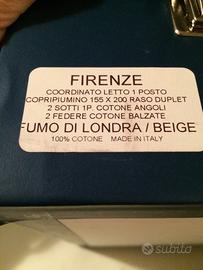 FIRENZE
COORDINATO LETTO 1 POSTO
COPRIPIUMINO 155 X 200 RASO DUPLET
2 SOTTI 1P. COTONE ANGOLI
2 FEDERE COTONE BALZATE
FUMO DI LONDRA / BEIGE
100% COTONE MADE IN ITALY
subito